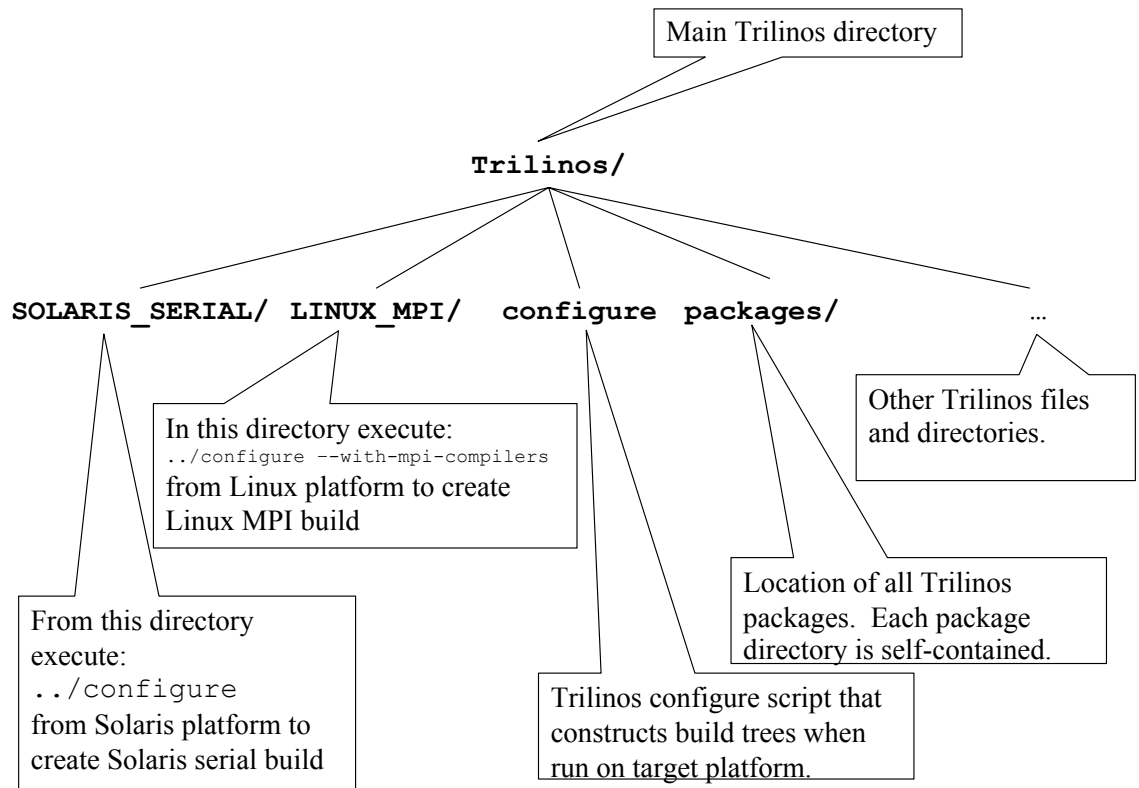 Main Trilinos directory
Trilinos/
SOLARIS_SERIAL/ LINUX_MPI/ configure packages/ …
In this directory execute:
../configure --with-mpi-compilers
from Linux platform to create
Linux MPI build
Other Trilinos files
and directories.
From this directory
execute:
../configure
from Solaris platform to
create Solaris serial build
Trilinos configure script that
constructs build trees when
run on target platform.
Location of all Trilinos
packages. Each package
directory is self-contained.